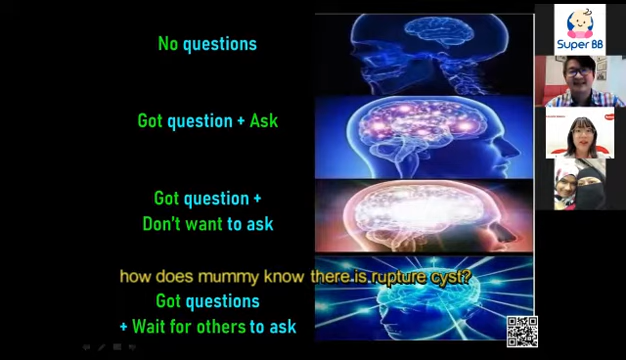 No questions
Got question + Ask
Got question +
Don't want to ask
how does mummy know there is rupture cyst?
Got questions
+ Wait for others to ask
Super BB